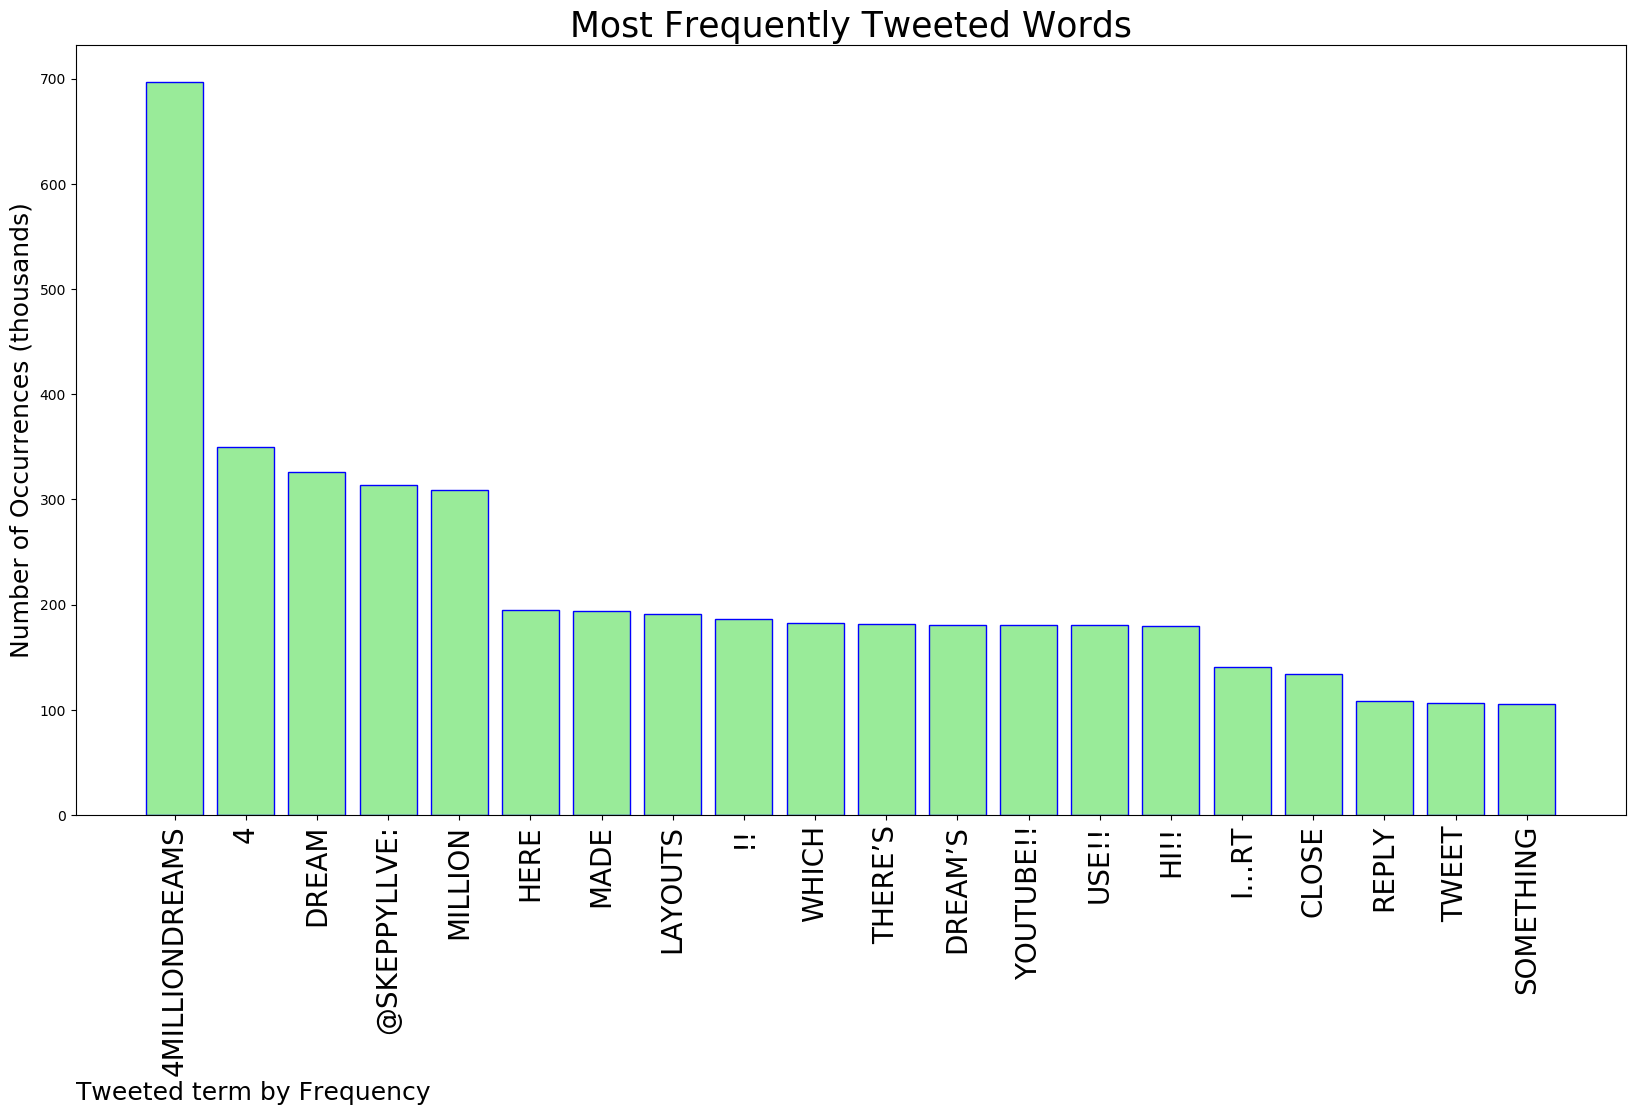 Most Frequently Tweeted Words
Number of Occurrences (thousands)
700
600
500
400
300
200
100
0
4MILLIONDREAMS
4
DREAM
@SKEPPYLLVE:
MILLION
HERE
MADE
LAYOUTS
!!
WHICH
THERE’S
DREAM’S
YOUTUBE!!
USE!!
HI!!
I…RT
CLOSE
REPLY
TWEET
SOMETHING
Tweeted term by Frequency